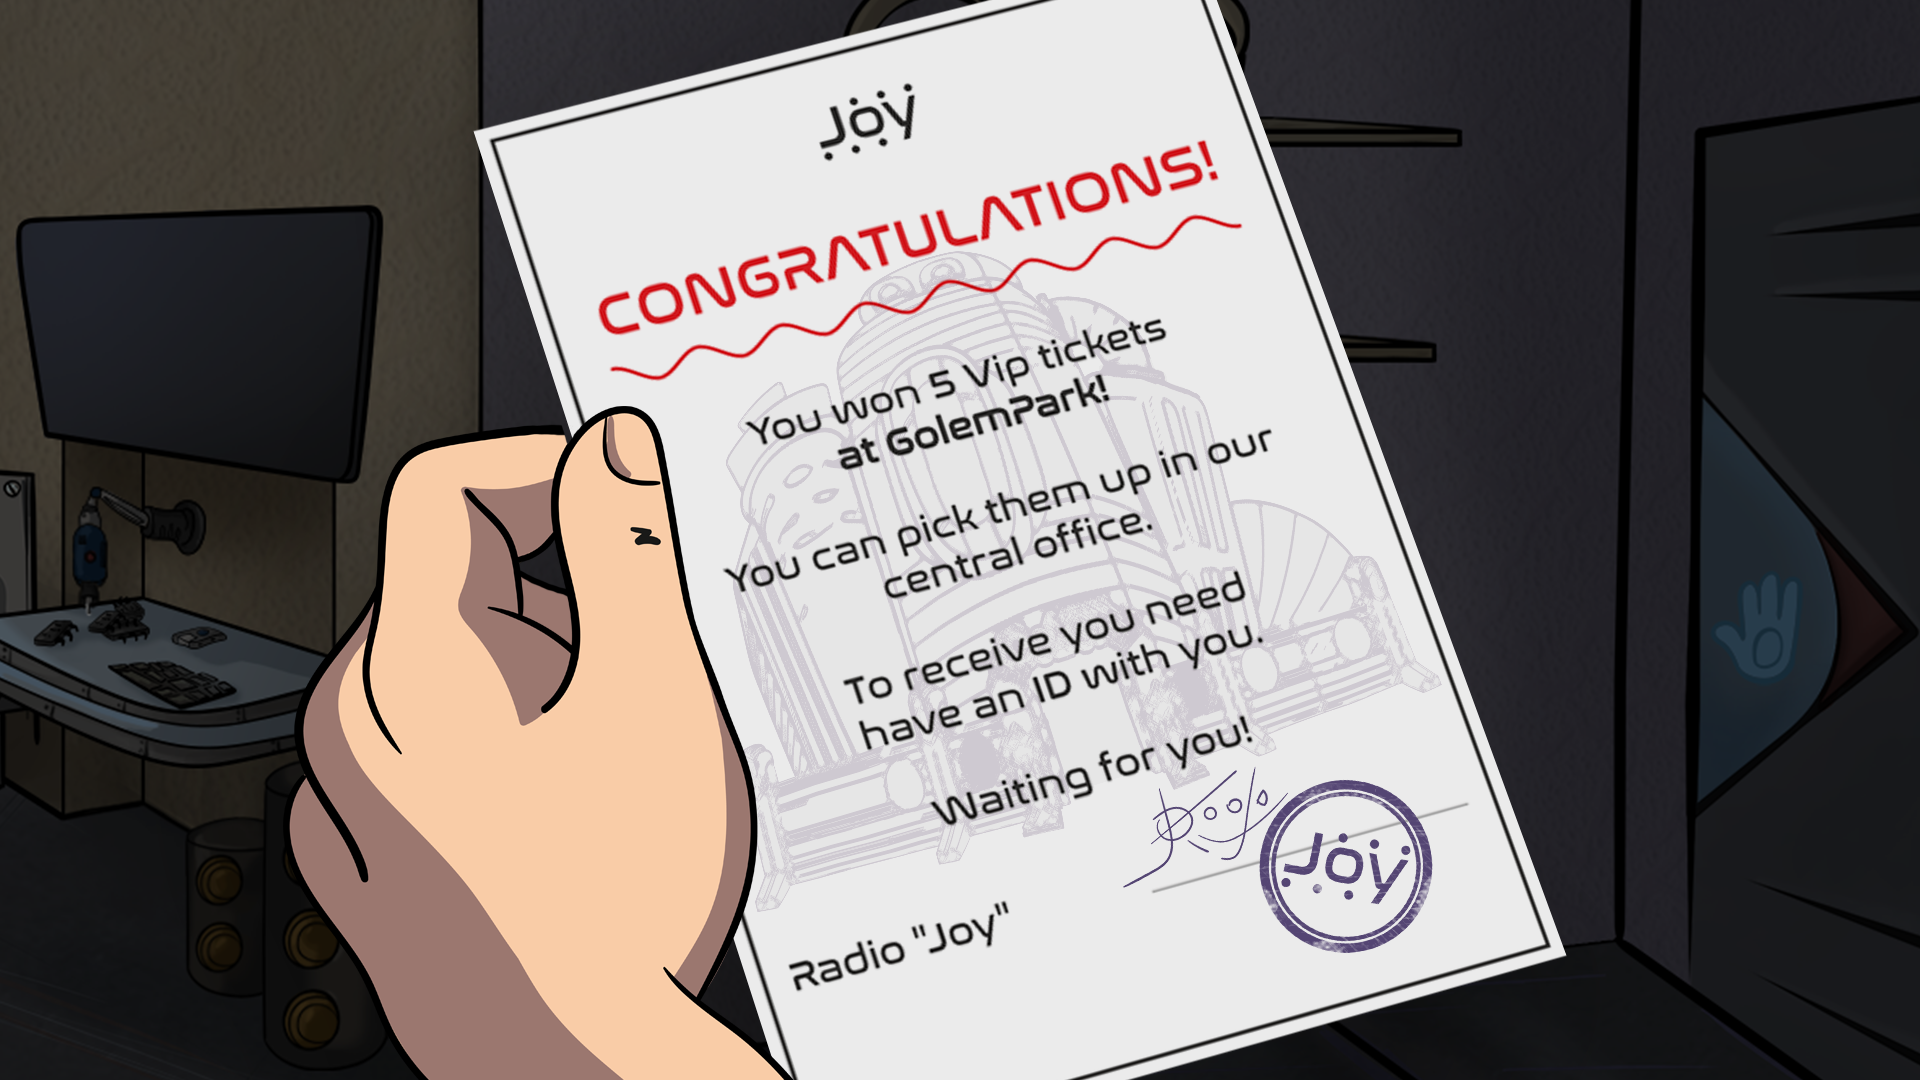 Joy
CONGRATULATIONS!
You won 5 Vip tickets
at GolemPark!
You can pick them up in our
central office.
To receive you need
have an ID with you.
Waiting for you!
Joy
Radio "Joy"